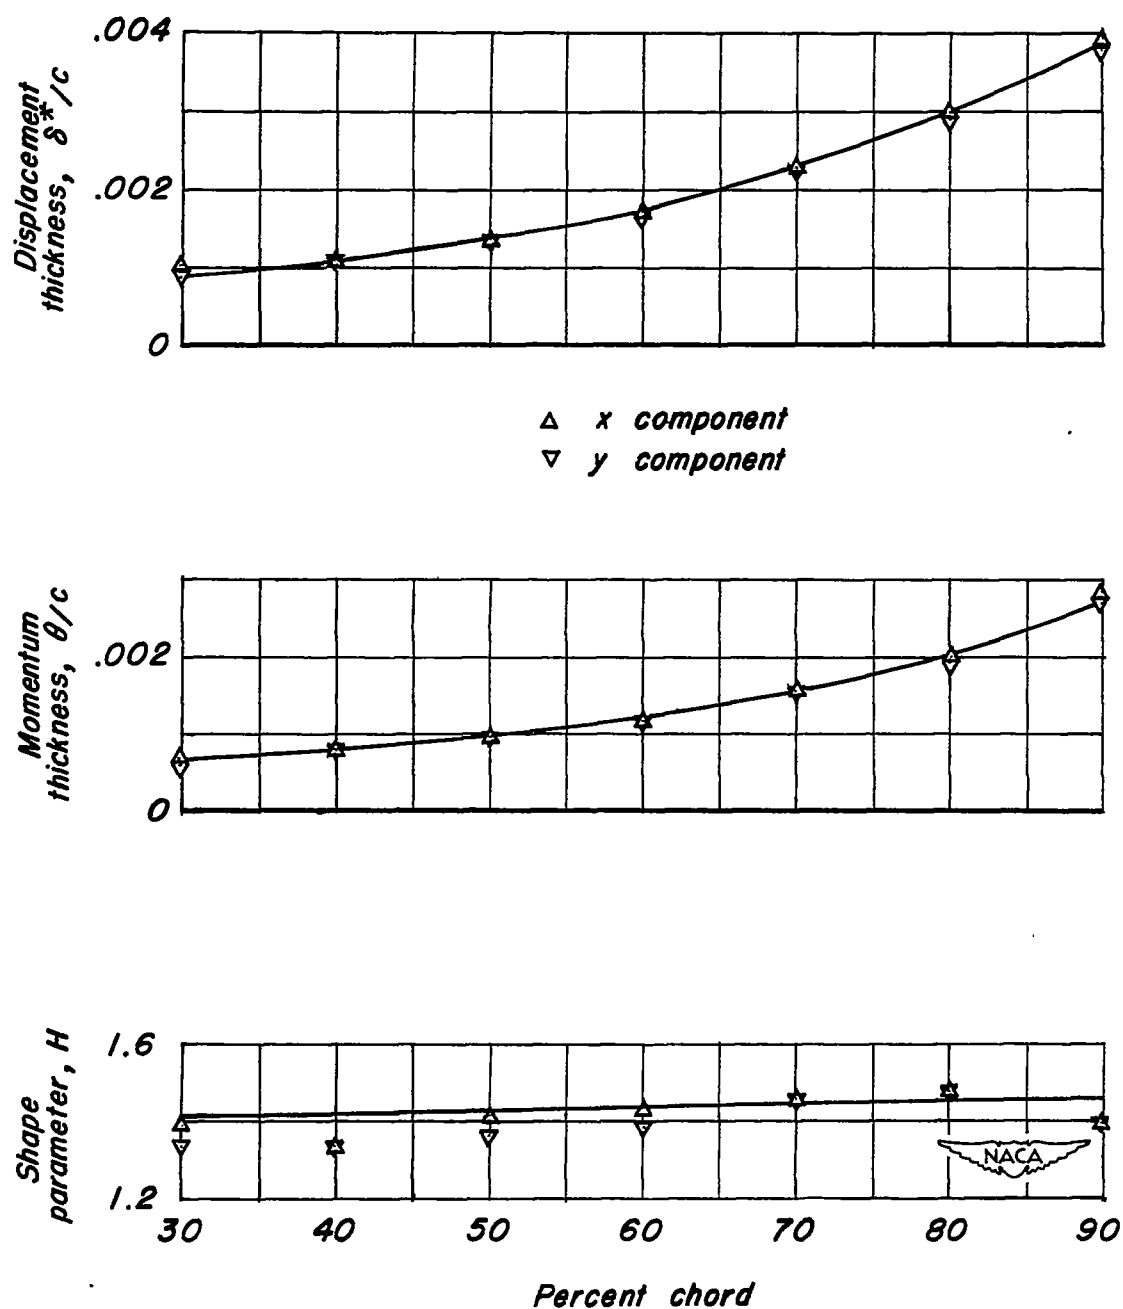 .004
.002
0
Displacement
thickness, δ*/c
△ x component
▽ y component
.002
0
Momentum
thickness, θ/c
1.6
1.2
Shape
parameter, H
NACA
30 40 50 60 70 80 90
Percent chord